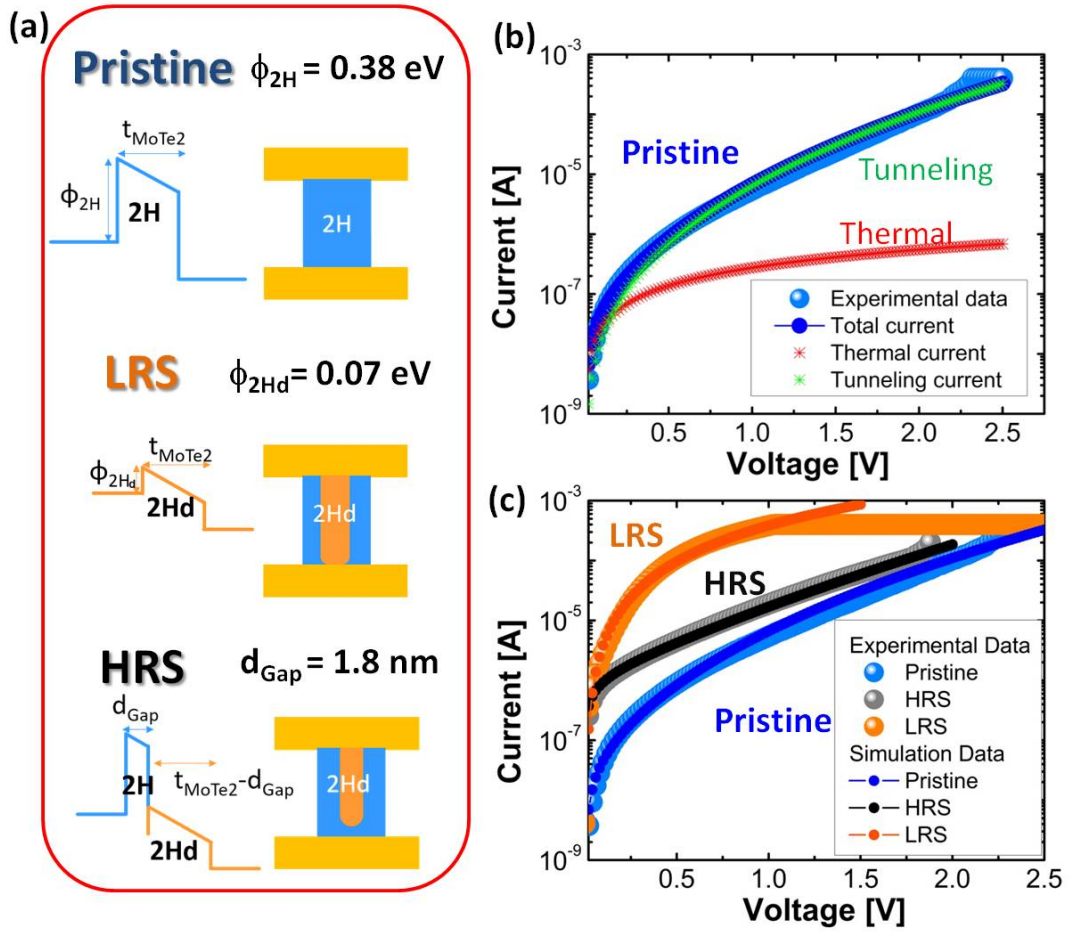 (a)
Pristine ϕ2H = 0.38 eV
tMoTe2
ϕ2H
2H
2H
LRS
ϕ2Hd = 0.07 eV
tMoTe2
ϕ2Hd
2Hd
2Hd
HRS
dGap = 1.8 nm
dGap
2H
tMoTe2-dGap
2Hd
2Hd
(b)
10-3
10-5
10-7
10-9
Current [A]
Pristine
Tunneling
Thermal
Experimental data
Total current
Thermal current
Tunneling current
0.5 1.0 1.5 2.0 2.5
Voltage [V]
(c)
10-3
10-5
10-7
10-9
Current [A]
LRS
HRS
Pristine
Experimental Data
Pristine
HRS
LRS
Simulation Data
Pristine
HRS
LRS
0.5 1.0 1.5 2.0 2.5
Voltage [V]